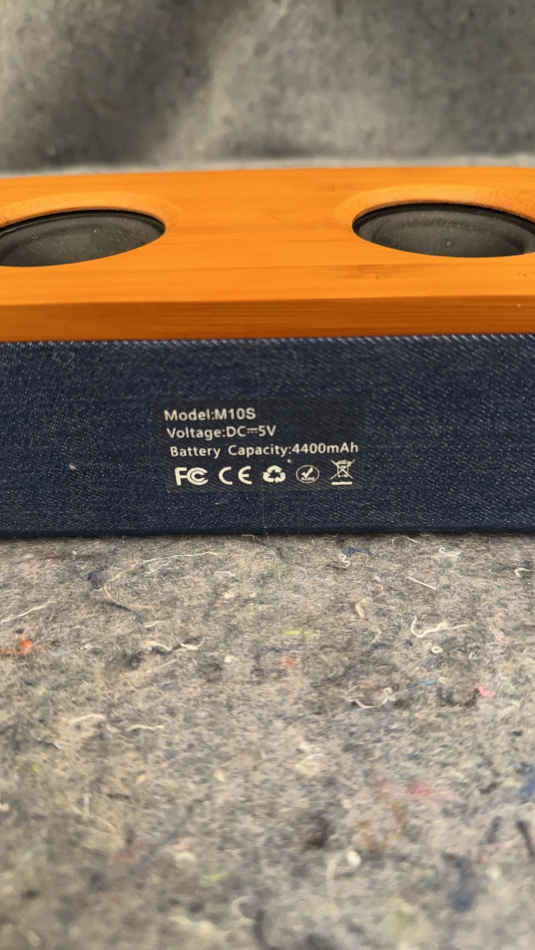 Model:M10S
Voltage:DC⎓5V
Battery Capacity:4400mAh
FC CE